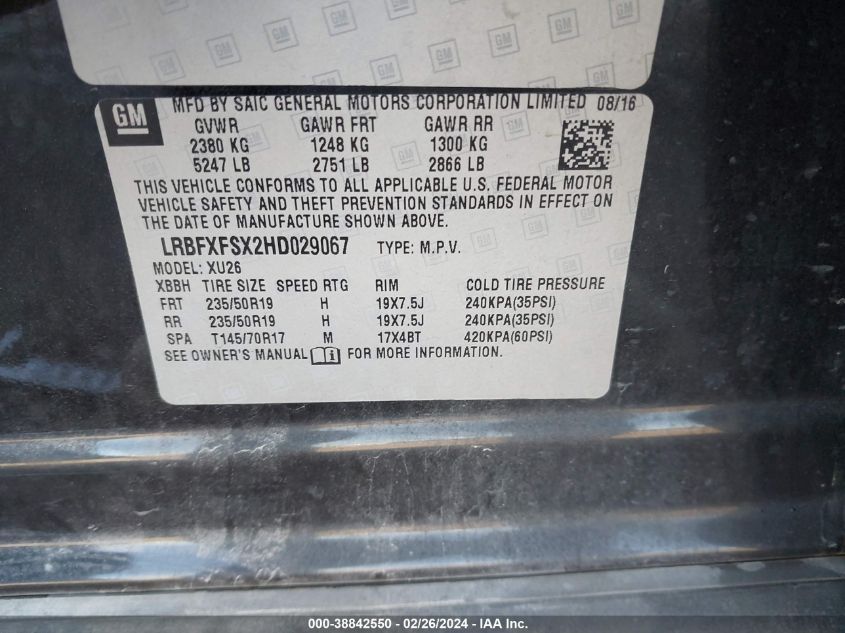 GM
MFD BY SAIC GENERAL MOTORS CORPORATION LIMITED 08/16
GVWR GAWR FRT GAWR RR
2380 KG 1248 KG 1300 KG
5247 LB 2751 LB 2866 LB
THIS VEHICLE CONFORMS TO ALL APPLICABLE U.S. FEDERAL MOTOR
VEHICLE SAFETY AND THEFT PREVENTION STANDARDS IN EFFECT ON
THE DATE OF MANUFACTURE SHOWN ABOVE.
LRBFXFSX2HD029067 TYPE: M.P.V.
MODEL: XU26
XBBH TIRE SIZE SPEED RTG RIM COLD TIRE PRESSURE
FRT 235/50R19 H 19X7.5J 240KPA(35PSI)
RR 235/50R19 H 19X7.5J 240KPA(35PSI)
SPA T145/70R17 M 17X4BT 420KPA(60PSI)
SEE OWNER'S MANUAL FOR MORE INFORMATION.
000-38842550 - 02/26/2024 - IAA Inc.